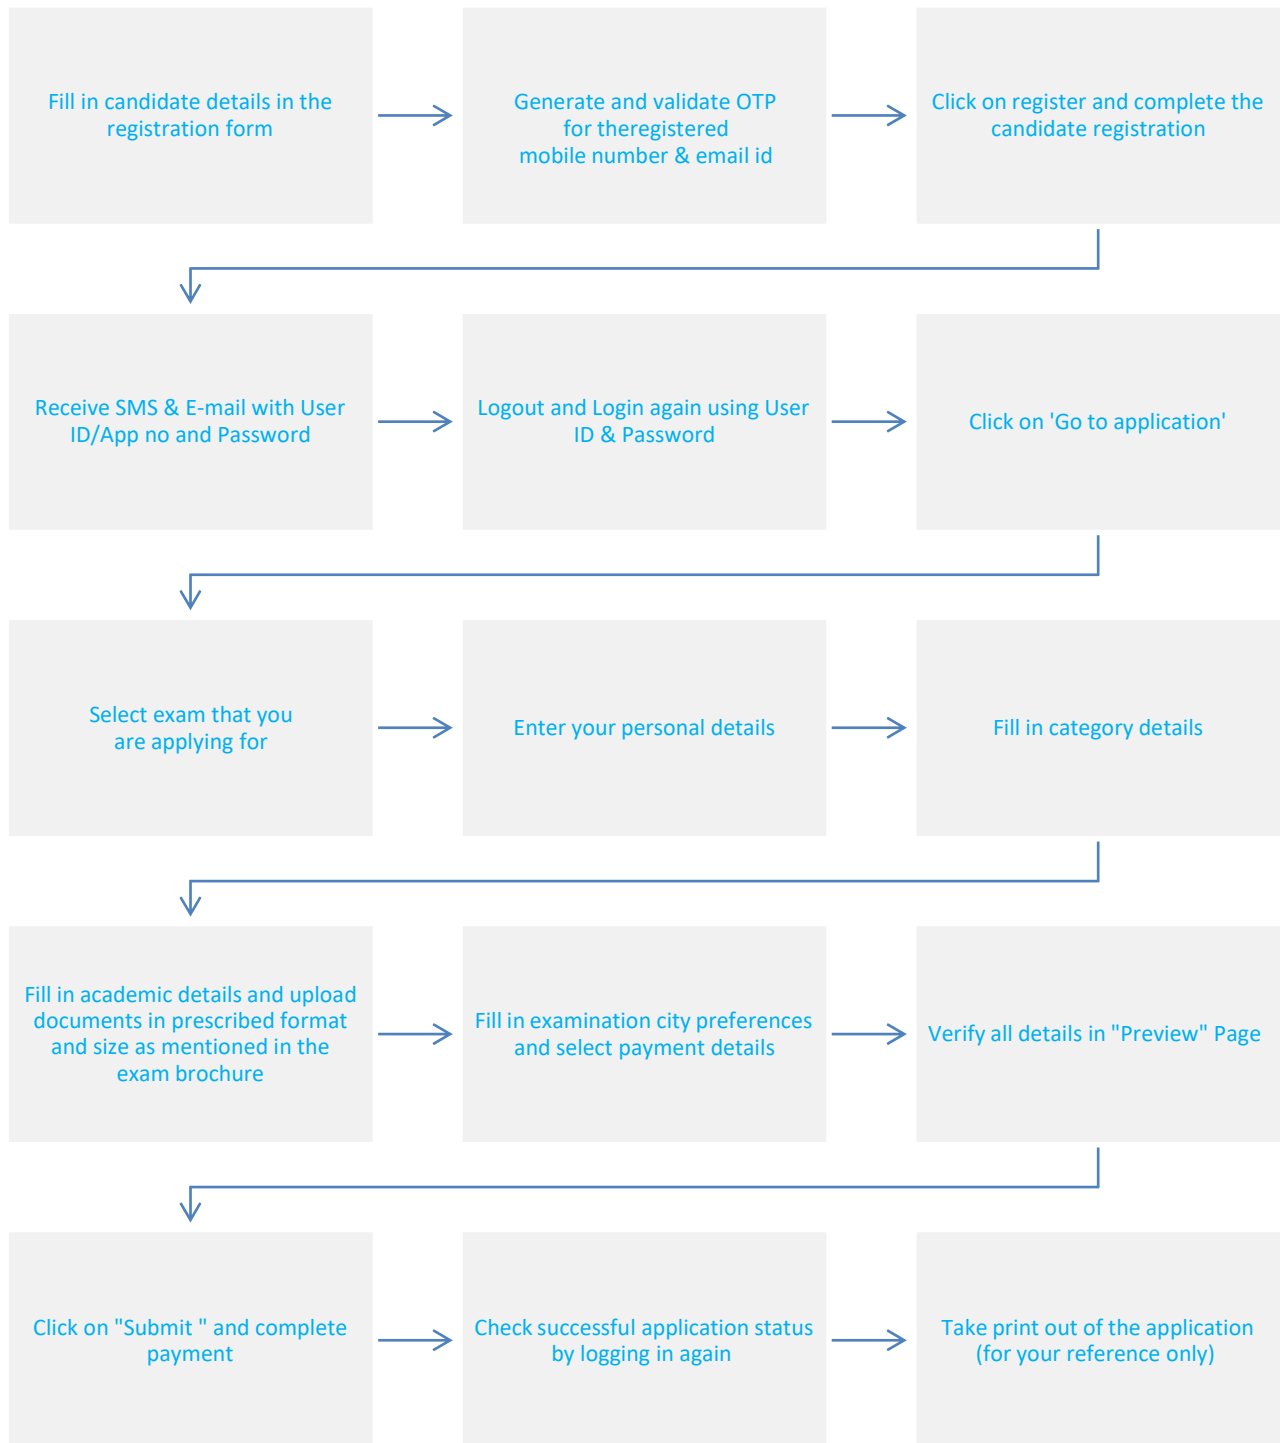 Fill in candidate details in the
registration form
Generate and validate OTP
for theregistered
mobile number & email id
Click on register and complete the
candidate registration
Receive SMS & E-mail with User
ID/App no and Password
Logout and Login again using User
ID & Password
Click on 'Go to application'
Select exam that you
are applying for
Enter your personal details
Fill in category details
Fill in academic details and upload
documents in prescribed format
and size as mentioned in the
exam brochure
Fill in examination city preferences
and select payment details
Verify all details in "Preview" Page
Click on "Submit " and complete
payment
Check successful application status
by logging in again
Take print out of the application
(for your reference only)